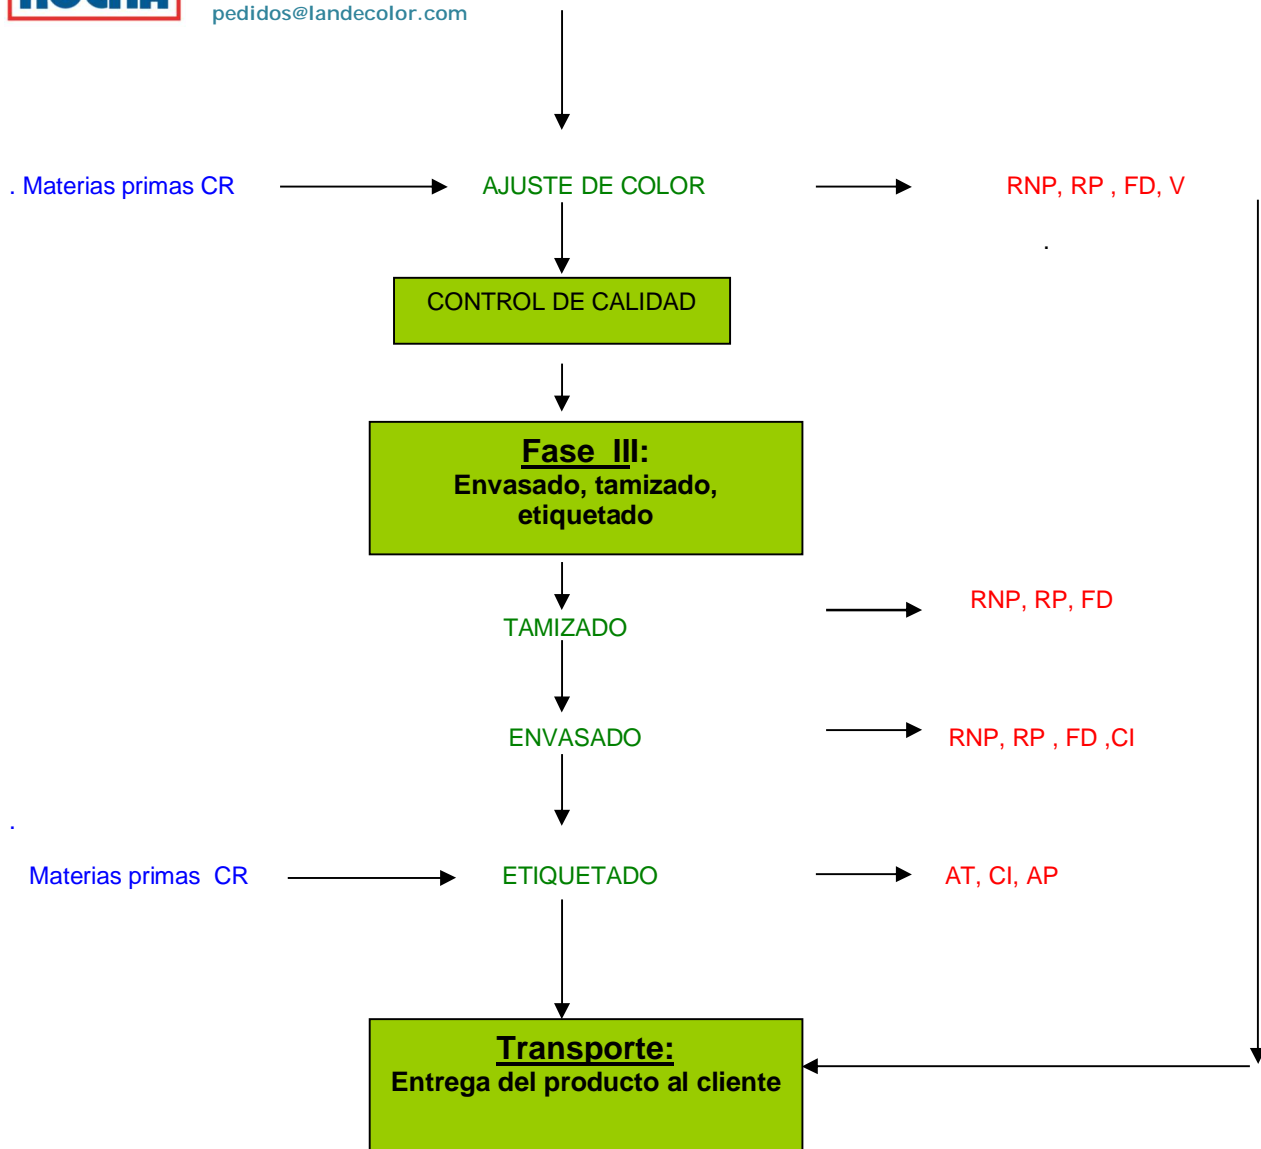 pedidos@landecolor.com
. Materias primas CR
AJUSTE DE COLOR
RNP, RP , FD, V
.
CONTROL DE CALIDAD
Fase III:
Envasado, tamizado,
etiquetado
RNP, RP, FD
TAMIZADO
ENVASADO
RNP, RP , FD ,CI
.
Materias primas CR
ETIQUETADO
AT, CI, AP
Transporte:
Entrega del producto al cliente